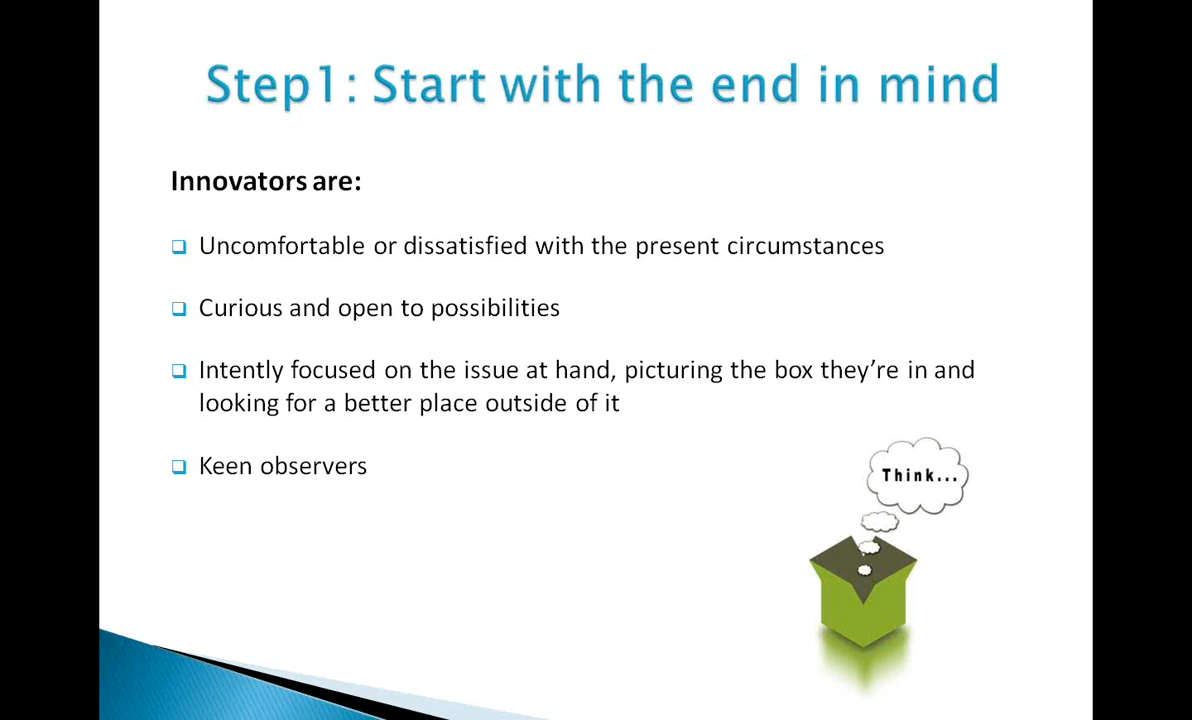 Step1: Start with the end in mind
Innovators are:
Uncomfortable or dissatisfied with the present circumstances
Curious and open to possibilities
Intently focused on the issue at hand, picturing the box they’re in and
looking for a better place outside of it
Keen observers
Think...